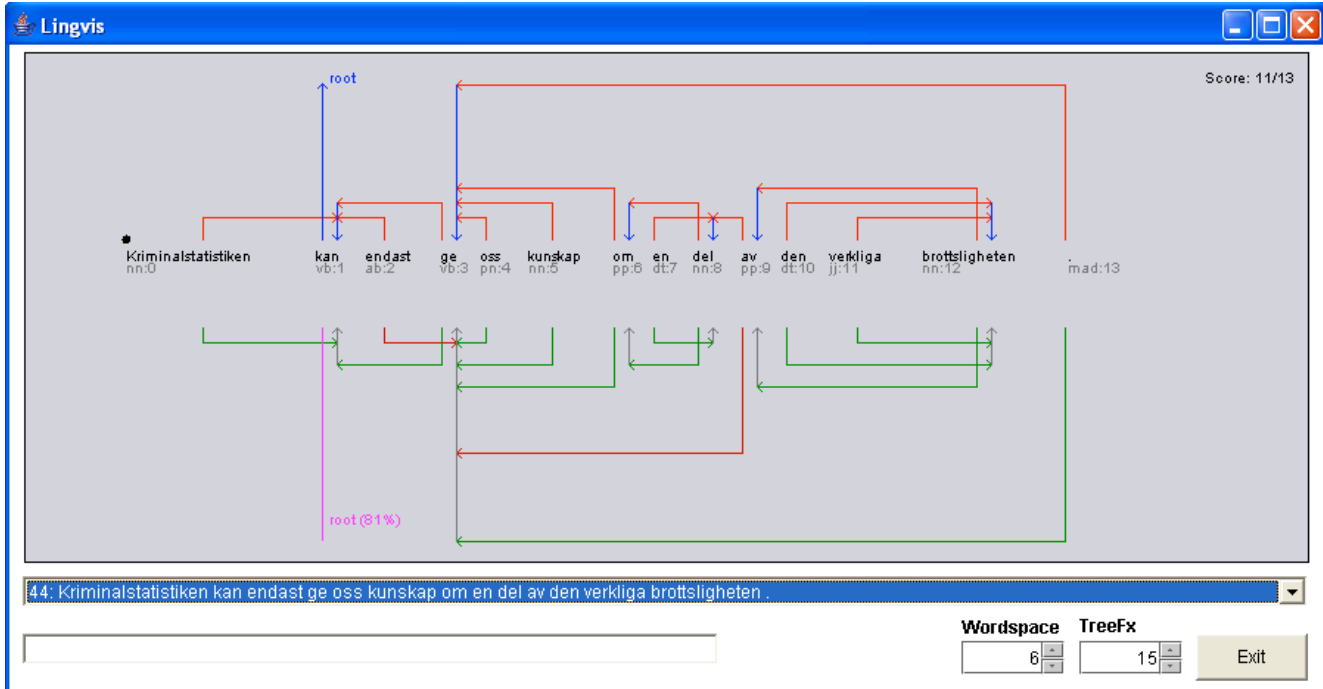 Lingvis
root
Score: 11/13
Kriminalstatistiken kan endast ge oss kunskap om en del av den verkliga brottsligheten .
nn:0 vb:1 ab:2 vb:3 pn:4 nn:5 pp:6 dt:7 nn:8 pp:9 dt:10 jj:11 nn:12 mad:13
root (81%)
44: Kriminalstatistiken kan endast ge oss kunskap om en del av den verkliga brottsligheten .
Wordspace TreeFx
6 15 Exit